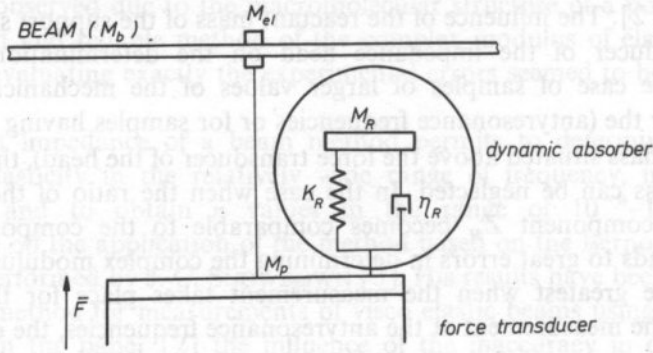 M_el
BEAM (M_b)
M_R
dynamic absorber
K_R
η_R
M_p
F̄
force transducer